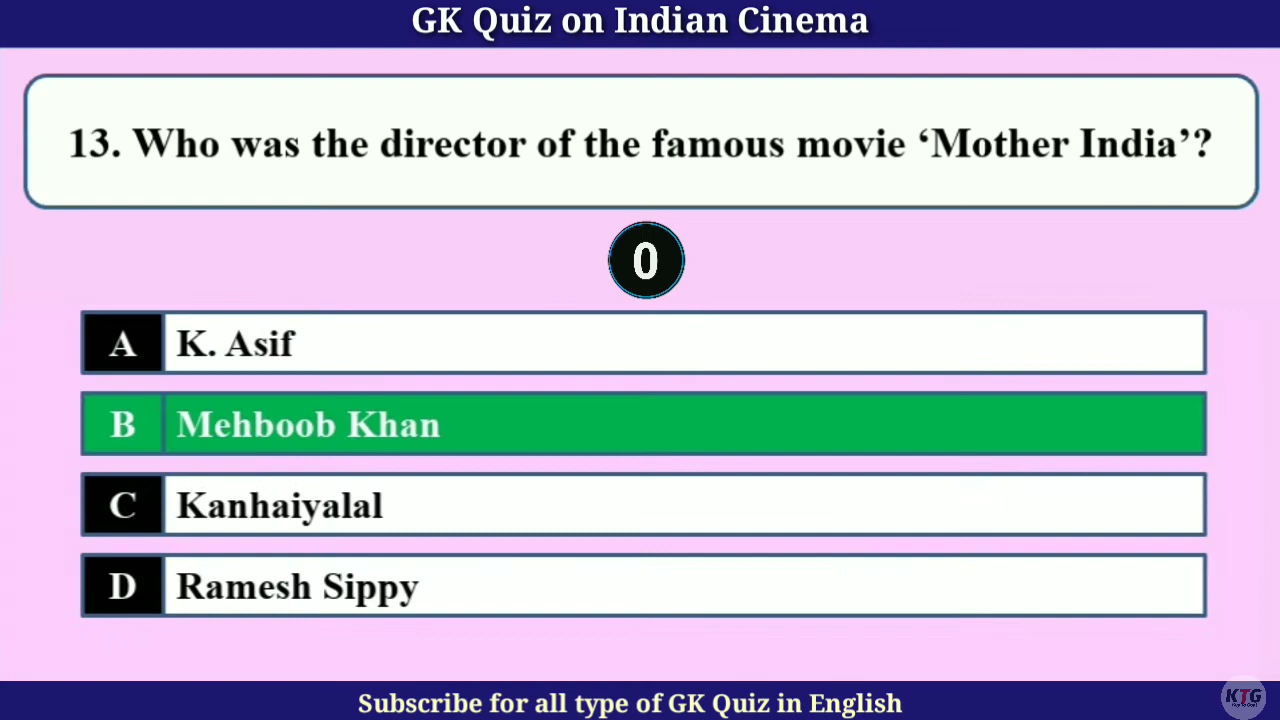 GK Quiz on Indian Cinema
13. Who was the director of the famous movie ‘Mother India’?
0
A K. Asif
B Mehboob Khan
C Kanhaiyalal
D Ramesh Sippy
Subscribe for all type of GK Quiz in English
KTG